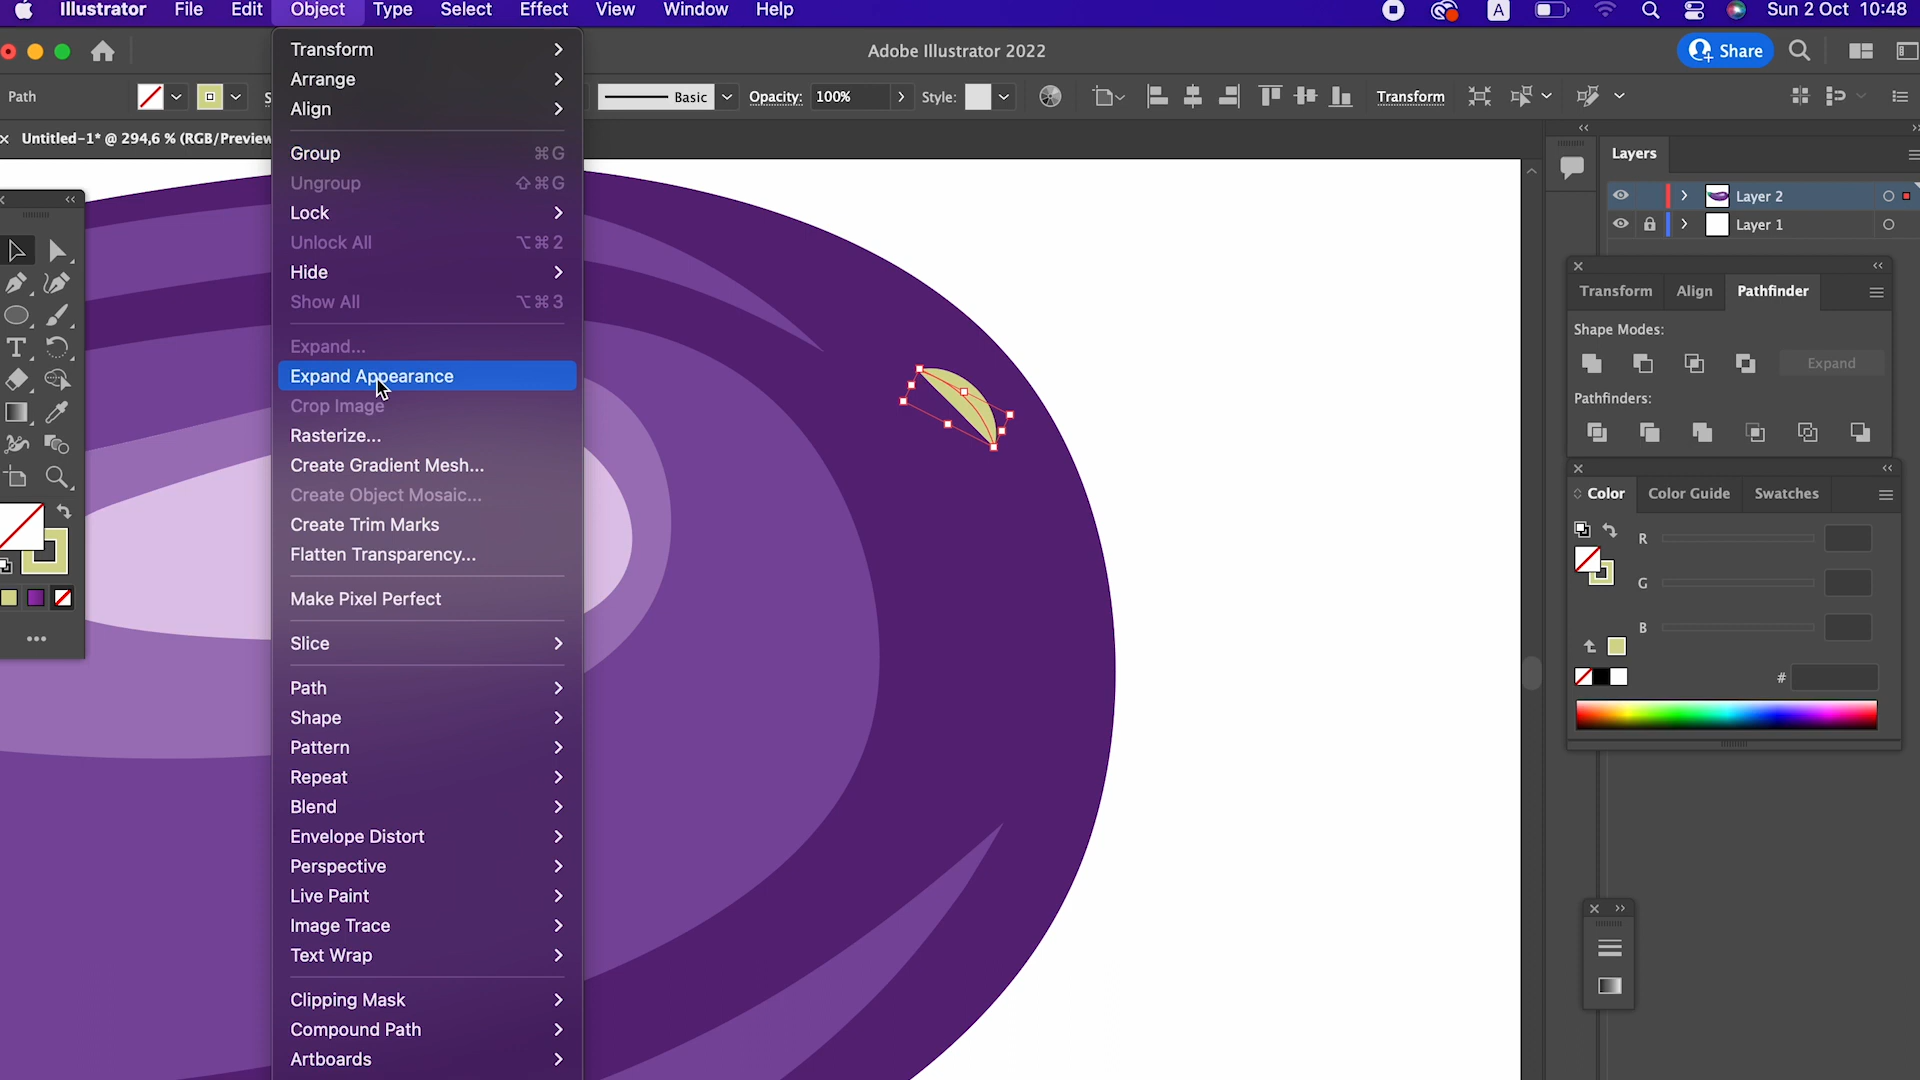 Illustrator File Edit Object Type Select Effect View Window Help A Sun 2 Oct 10:48
Adobe Illustrator 2022 Share
Path Basic Opacity: 100% Style: Transform
Untitled-1* @ 294,6 % (RGB/Preview
Transform
Arrange
Align
Group ⌘G
Ungroup ⇧⌘G
Lock
Unlock All ⌥⌘2
Hide
Show All ⌥⌘3
Expand...
Expand Appearance
Crop Image
Rasterize...
Create Gradient Mesh...
Create Object Mosaic...
Create Trim Marks
Flatten Transparency...
Make Pixel Perfect
Slice
Path
Shape
Pattern
Repeat
Blend
Envelope Distort
Perspective
Live Paint
Image Trace
Text Wrap
Clipping Mask
Compound Path
Artboards
Layers
Layer 2
Layer 1
Transform Align Pathfinder
Shape Modes:
Expand
Pathfinders:
Color Color Guide Swatches
R
G
B
#